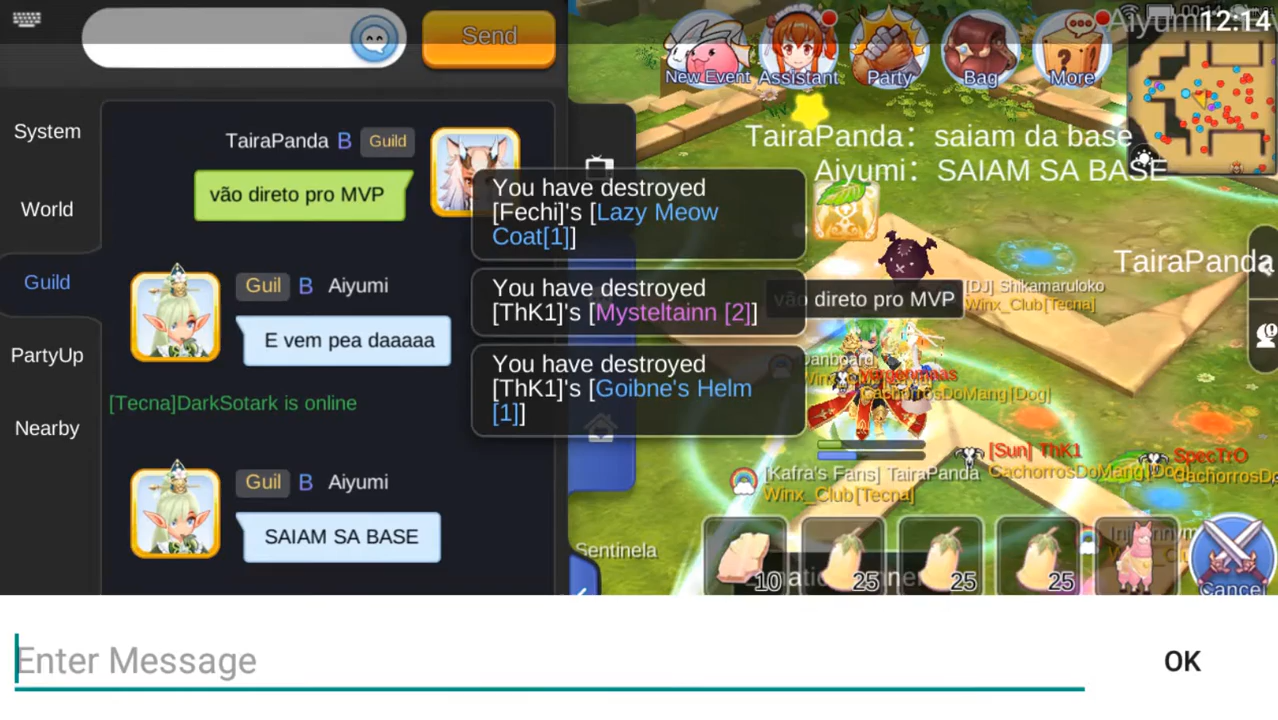 Send
System
World
Guild
PartyUp
Nearby
TairaPanda B Guild
vão direto pro MVP
Guil B Aiyumi
E vem pea daaaaa
[Tecna]DarkSotark is online
Guil B Aiyumi
SAIAM SA BASE
You have destroyed
[Fechi]'s [Lazy Meow
Coat[1]]
You have destroyed
[ThK1]'s [Mysteltainn [2]]
You have destroyed
[ThK1]'s [Goibne's Helm
[1]]
New Event
Assistant
Party
Bag
More
12:14
TairaPanda: saiam da base
Aiyumi: SAIAM SA BASE
TairaPanda
vão direto pro MVP
[DJ] Shikamaruloko
Winx_Club[Tecna]
CachorrosDoMang[Dog]
[Sun] ThK1
SpecTrO
[Kafra's Fans] TairaPanda
Winx_Club[Tecna]
Sentinela
10
25
25
25
Cancel
Enter Message
OK